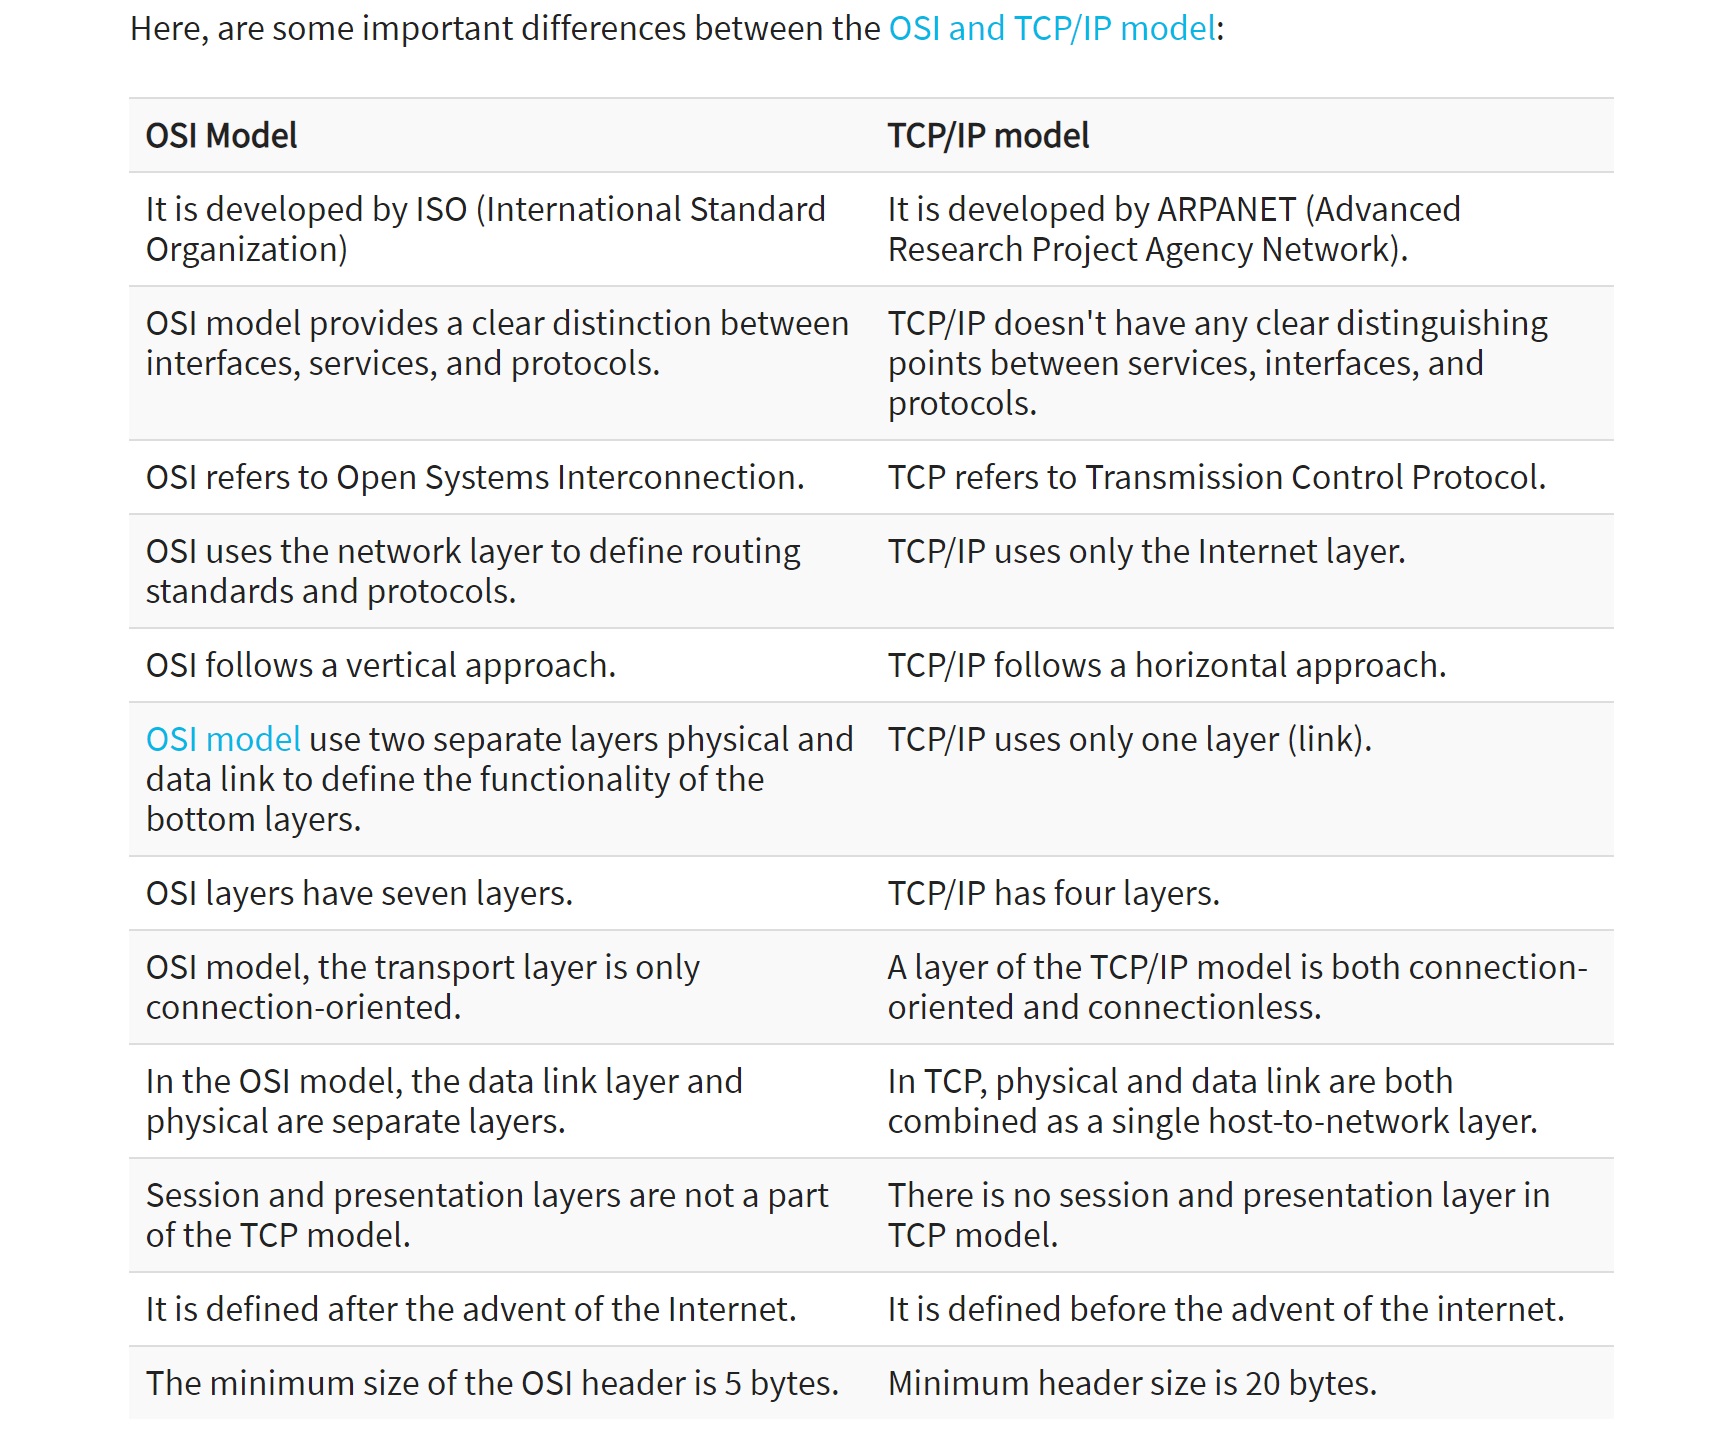 Here, are some important differences between the OSI and TCP/IP model:
OSI Model
TCP/IP model
It is developed by ISO (International Standard
Organization)
It is developed by ARPANET (Advanced
Research Project Agency Network).
OSI model provides a clear distinction between
interfaces, services, and protocols.
TCP/IP doesn't have any clear distinguishing
points between services, interfaces, and
protocols.
OSI refers to Open Systems Interconnection.
TCP refers to Transmission Control Protocol.
OSI uses the network layer to define routing
standards and protocols.
TCP/IP uses only the Internet layer.
OSI follows a vertical approach.
TCP/IP follows a horizontal approach.
OSI model use two separate layers physical and
data link to define the functionality of the
bottom layers.
TCP/IP uses only one layer (link).
OSI layers have seven layers.
TCP/IP has four layers.
OSI model, the transport layer is only
connection-oriented.
A layer of the TCP/IP model is both connection-
oriented and connectionless.
In the OSI model, the data link layer and
physical are separate layers.
In TCP, physical and data link are both
combined as a single host-to-network layer.
Session and presentation layers are not a part
of the TCP model.
There is no session and presentation layer in
TCP model.
It is defined after the advent of the Internet.
It is defined before the advent of the internet.
The minimum size of the OSI header is 5 bytes.
Minimum header size is 20 bytes.